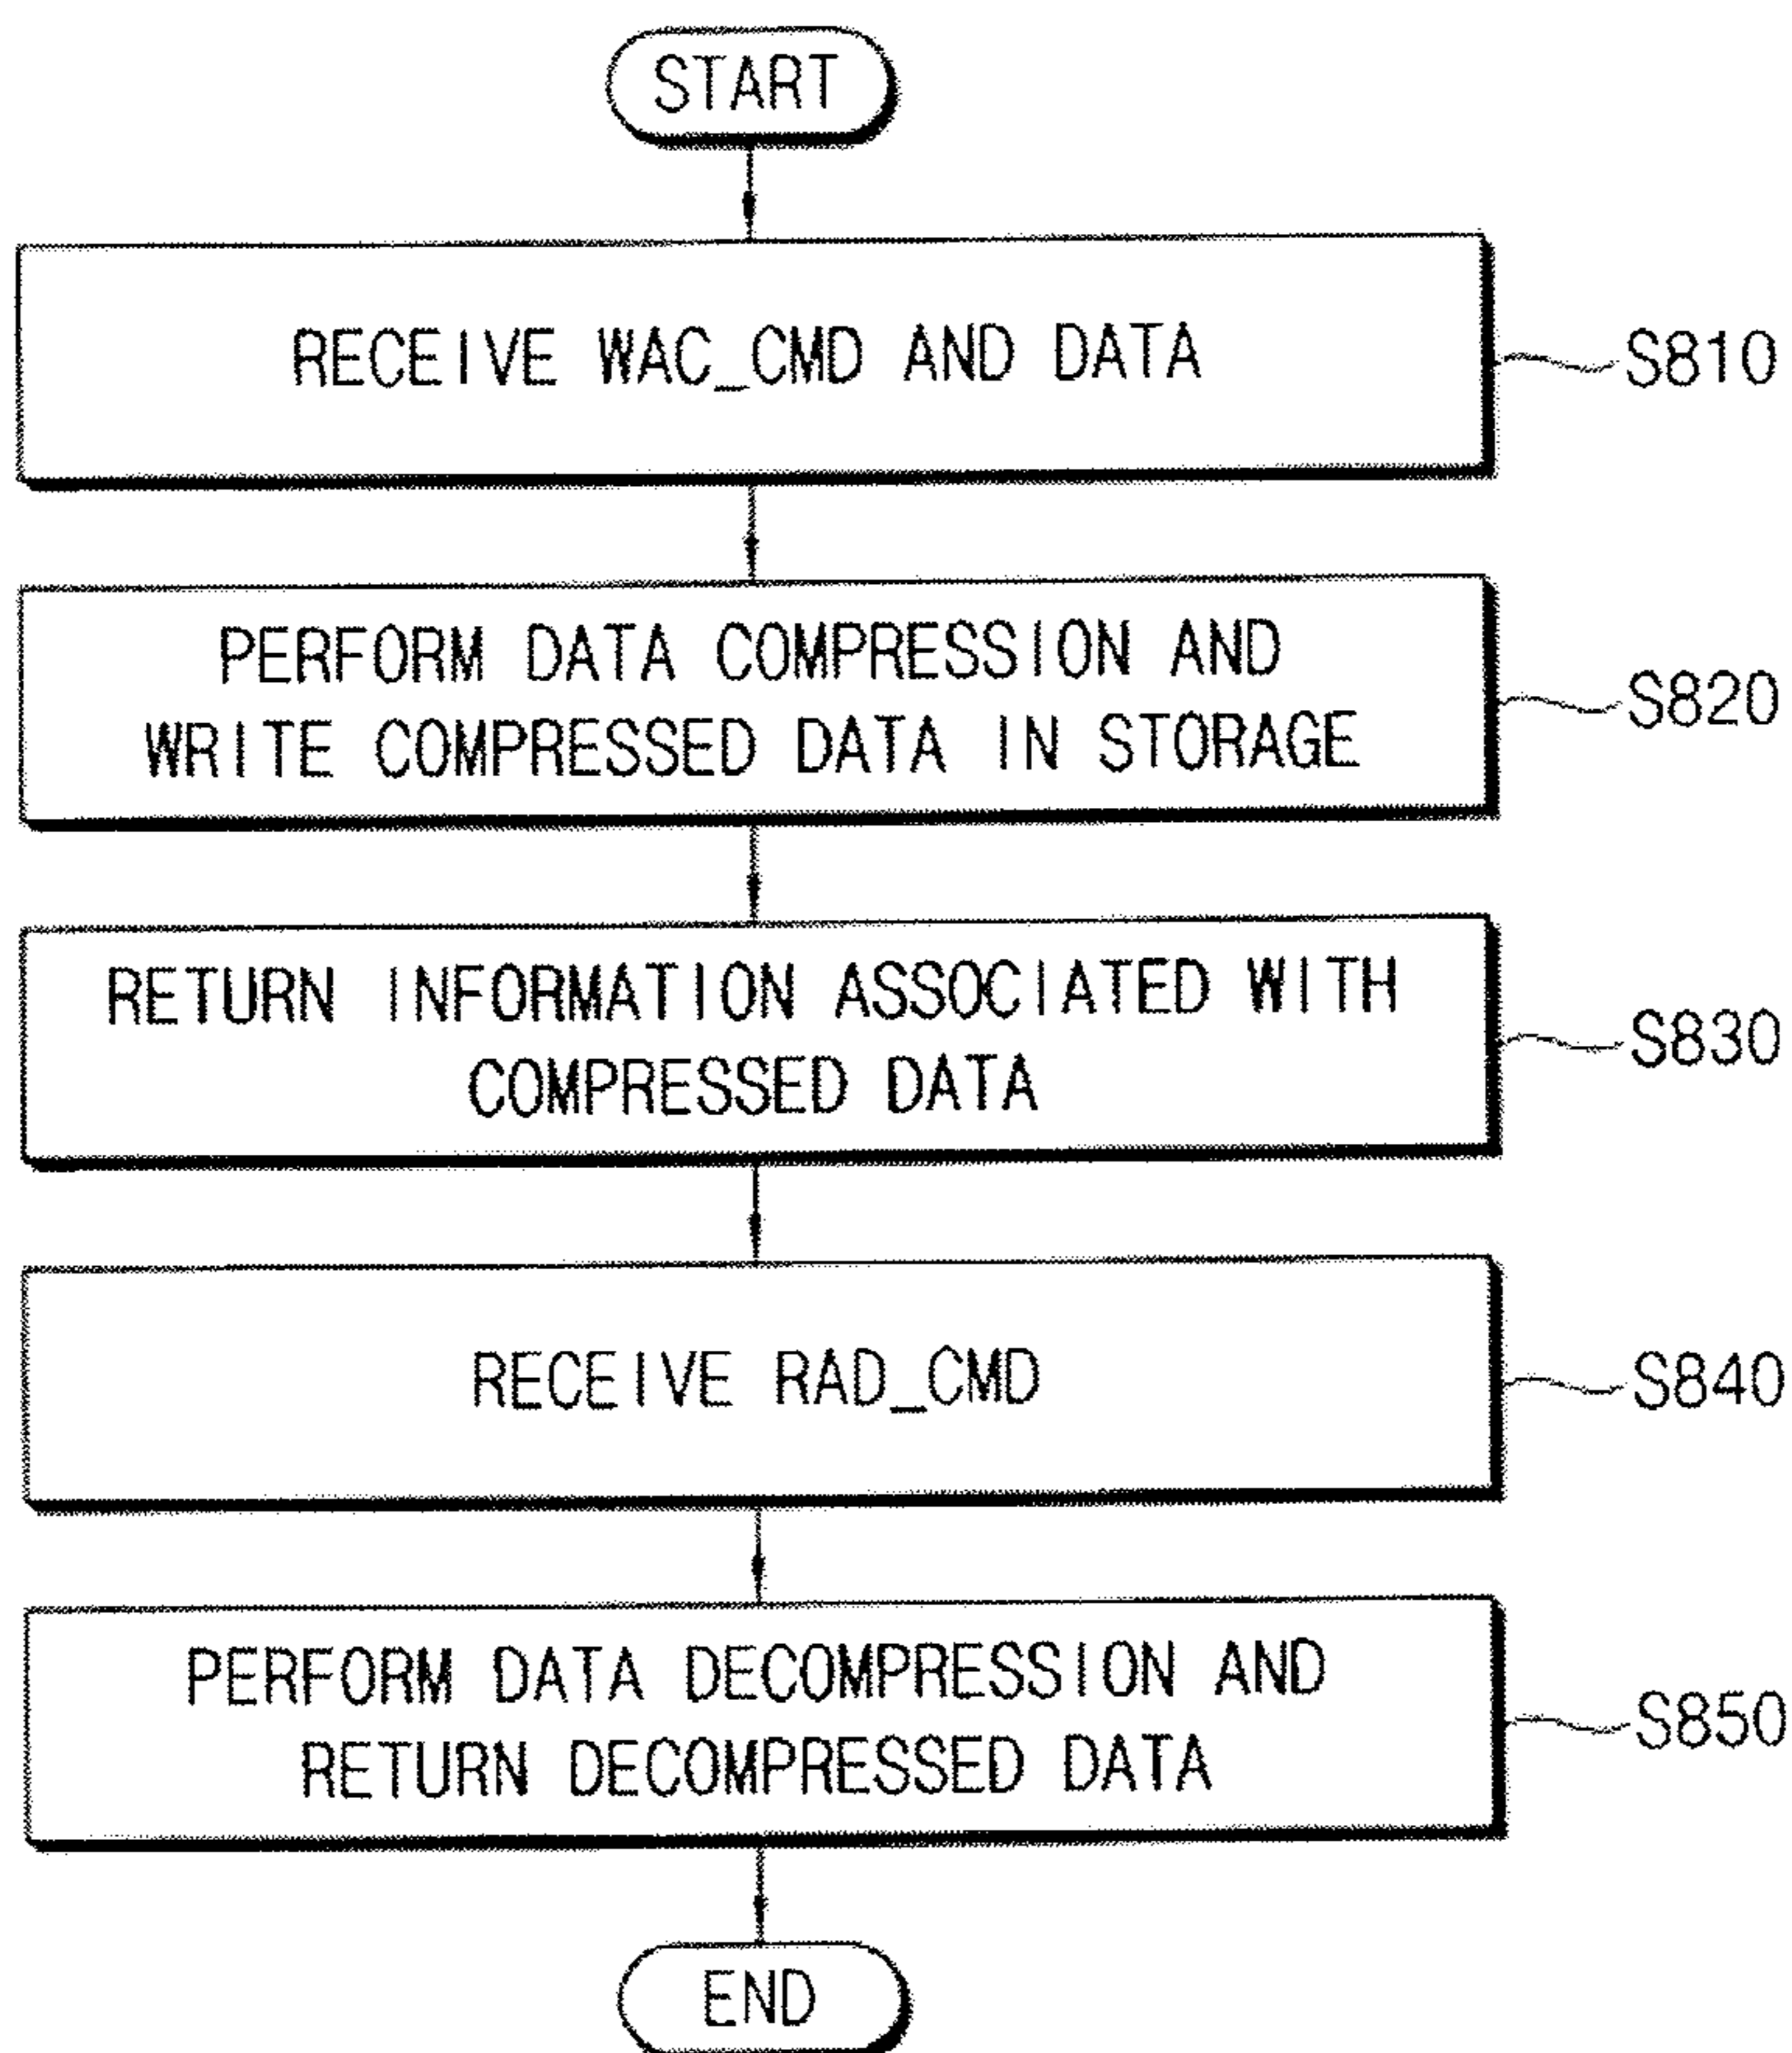 START
RECEIVE WAC_CMD AND DATA
S810
PERFORM DATA COMPRESSION AND
WRITE COMPRESSED DATA IN STORAGE
S820
RETURN INFORMATION ASSOCIATED WITH
COMPRESSED DATA
S830
RECEIVE RAD_CMD
S840
PERFORM DATA DECOMPRESSION AND
RETURN DECOMPRESSED DATA
S850
END